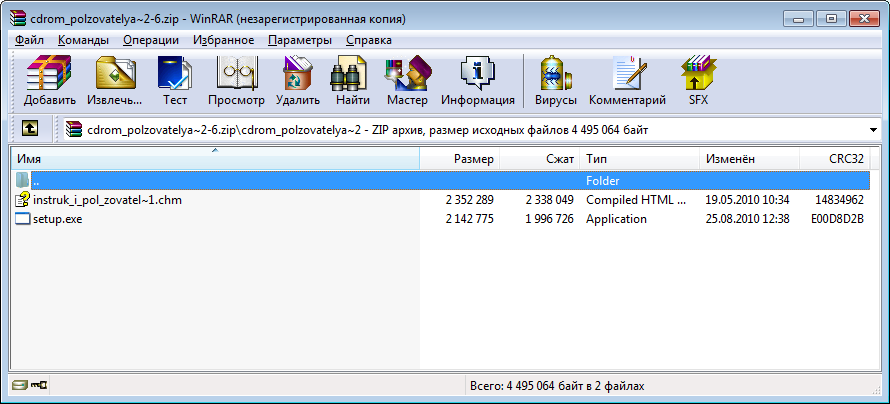 cdrom_polzovatelya~2-6.zip - WinRAR (незарегистрированная копия)
Файл Команды Операции Избранное Параметры Справка
Добавить Извлечь... Тест Просмотр Удалить Найти Мастер Информация Вирусы Комментарий SFX
cdrom_polzovatelya~2-6.zip\cdrom_polzovatelya~2 - ZIP архив, размер исходных файлов 4 495 064 байт
Имя Размер Сжат Тип Изменён CRC32
.. Folder
instruk_i_pol_zovatel~1.chm 2 352 289 2 338 049 Compiled HTML ... 19.05.2010 10:34 14834962
setup.exe 2 142 775 1 996 726 Application 25.08.2010 12:38 E00D8D2B
Всего: 4 495 064 байт в 2 файлах